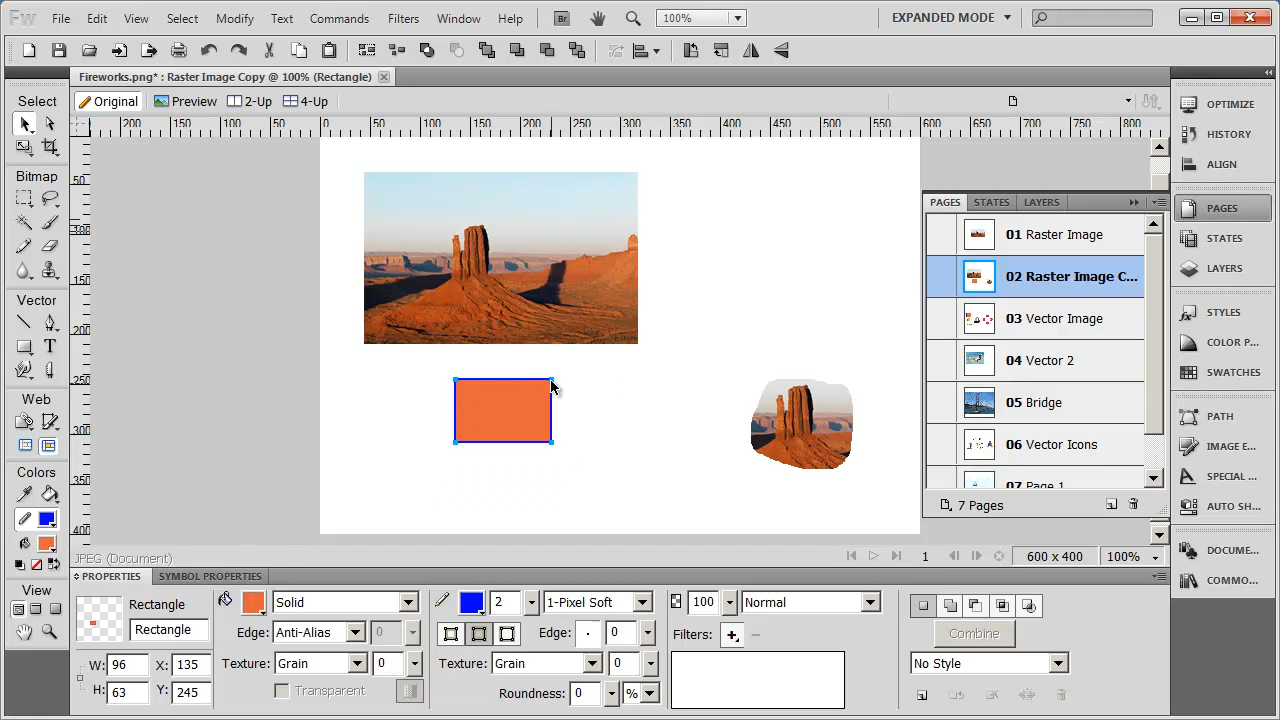 Fw File Edit View Select Modify Text Commands Filters Window Help Br 100% EXPANDED MODE
Fireworks.png* : Raster Image Copy @ 100% (Rectangle)
Original Preview 2-Up 4-Up
200 150 100 50 0 50 100 150 200 250 300 350 400 450 500 550 600 650 700 750 800
Select
Bitmap
Vector
Web
Colors
View
50
150
200
250
300
350
400
PAGES STATES LAYERS
01 Raster Image
02 Raster Image C...
03 Vector Image
04 Vector 2
05 Bridge
06 Vector Icons
07 Page 1
7 Pages
OPTIMIZE
HISTORY
ALIGN
PAGES
STATES
LAYERS
STYLES
COLOR P...
SWATCHES
PATH
IMAGE E...
SPECIAL ...
AUTO SH...
DOCUME...
COMMO...
JPEG (Document) 1 600 x 400 100%
PROPERTIES SYMBOL PROPERTIES
Rectangle Solid 2 1-Pixel Soft 100 Normal
Rectangle Edge: Anti-Alias 0 Edge: 0 Filters: Combine
W: 96 X: 135 Texture: Grain 0 Texture: Grain 0 No Style
H: 63 Y: 245 Transparent Roundness: 0 %